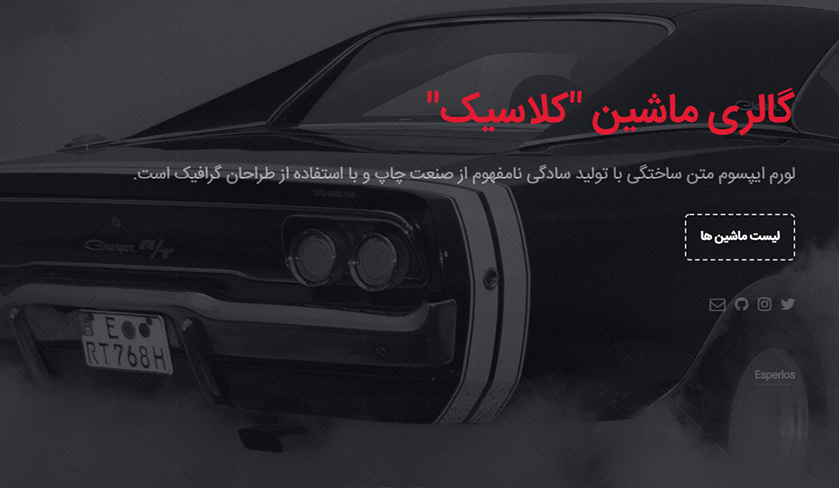 گالری ماشین "کلاسیک"
لورم ایپسوم متن ساختگی با تولید سادگی نامفهوم از صنعت چاپ و با استفاده از طراحان گرافیک است.
لیست ماشین ها
Esperlos
Charger R/T
E
RT768H